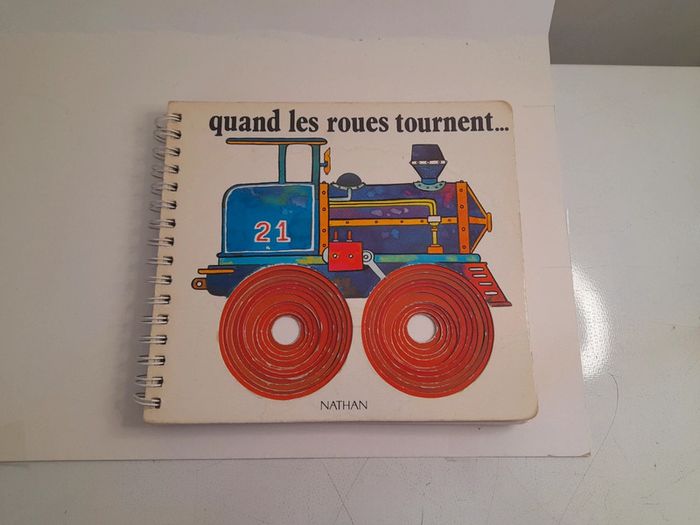 quand les roues tournent...
21
NATHAN